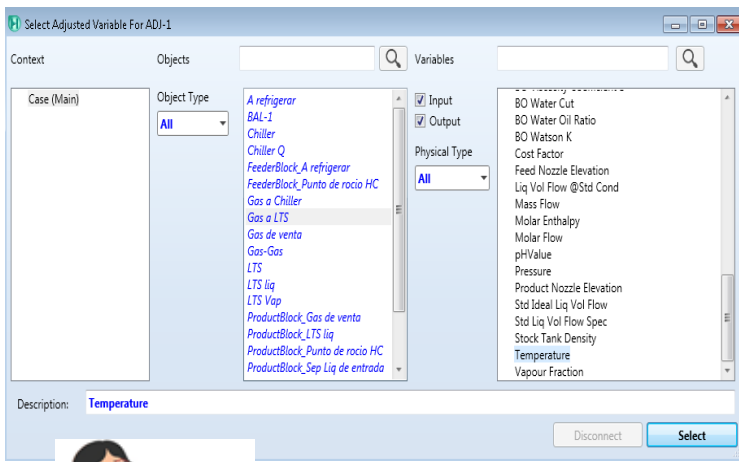 Select Adjusted Variable For ADJ-1
Context
Objects
Variables
Case (Main)
Object Type
All
A refrigerar
BAL-1
Chiller
Chiller Q
FeederBlock_A refrigerar
FeederBlock_Punto de rocio HC
Gas a Chiller
Gas a LTS
Gas de venta
Gas-Gas
LTS
LTS liq
LTS Vap
ProductBlock_Gas de venta
ProductBlock_LTS liq
ProductBlock_Punto de rocio HC
ProductBlock_Sep Liq de entrada
Input
Output
Physical Type
All
BO Water Cut
BO Water Oil Ratio
BO Watson K
Cost Factor
Feed Nozzle Elevation
Liq Vol Flow @Std Cond
Mass Flow
Molar Enthalpy
Molar Flow
pHValue
Pressure
Product Nozzle Elevation
Std Ideal Liq Vol Flow
Std Liq Vol Flow Spec
Stock Tank Density
Temperature
Vapour Fraction
Description: Temperature
Disconnect Select